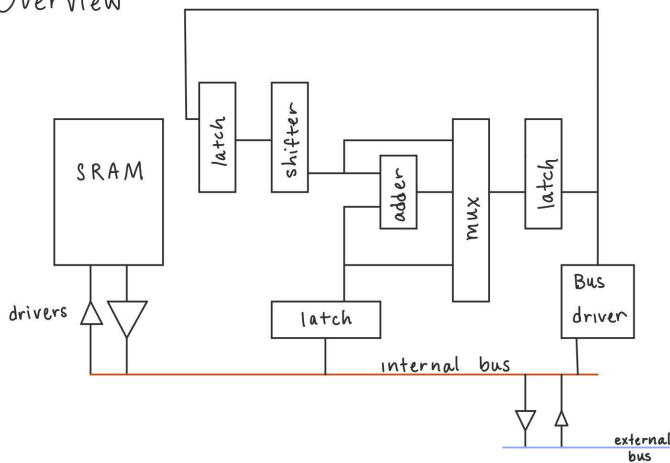 Overview
latch
shifter
SRAM
adder
mux
latch
Bus
driver
drivers
latch
internal bus
external
bus